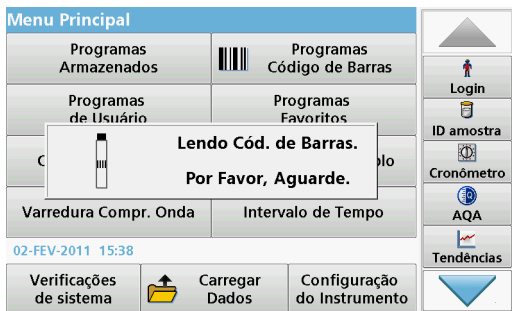 Menu Principal
Programas
Armazenados
Programas
Código de Barras
Programas
de Usuário
Programas
Favoritos
Lendo Cód. de Barras.
Por Favor, Aguarde.
Varredura Compr. Onda
Intervalo de Tempo
02-FEV-2011 15:38
Verificações
de sistema
Carregar
Dados
Configuração
do Instrumento
Login
ID amostra
Cronômetro
AQA
Tendências